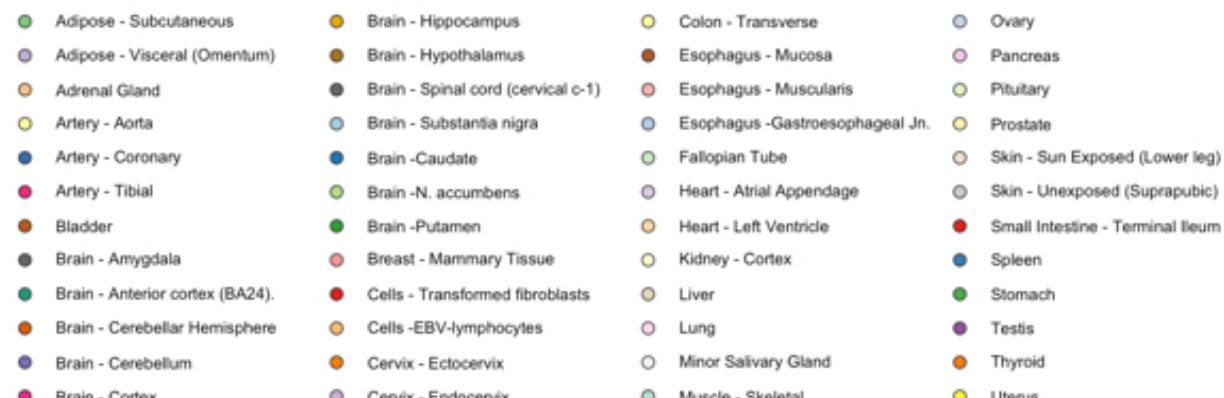 Adipose - Subcutaneous
Adipose - Visceral (Omentum)
Adrenal Gland
Artery - Aorta
Artery - Coronary
Artery - Tibial
Bladder
Brain - Amygdala
Brain - Anterior cortex (BA24).
Brain - Cerebellar Hemisphere
Brain - Cerebellum
Brain - Cortex
Brain - Hippocampus
Brain - Hypothalamus
Brain - Spinal cord (cervical c-1)
Brain - Substantia nigra
Brain -Caudate
Brain -N. accumbens
Brain -Putamen
Breast - Mammary Tissue
Cells - Transformed fibroblasts
Cells -EBV-lymphocytes
Cervix - Ectocervix
Cervix - Endocervix
Colon - Transverse
Esophagus - Mucosa
Esophagus - Muscularis
Esophagus -Gastroesophageal Jn.
Fallopian Tube
Heart - Atrial Appendage
Heart - Left Ventricle
Kidney - Cortex
Liver
Lung
Minor Salivary Gland
Muscle - Skeletal
Ovary
Pancreas
Pituitary
Prostate
Skin - Sun Exposed (Lower leg)
Skin - Unexposed (Suprapubic)
Small Intestine - Terminal Ileum
Spleen
Stomach
Testis
Thyroid
Uterus